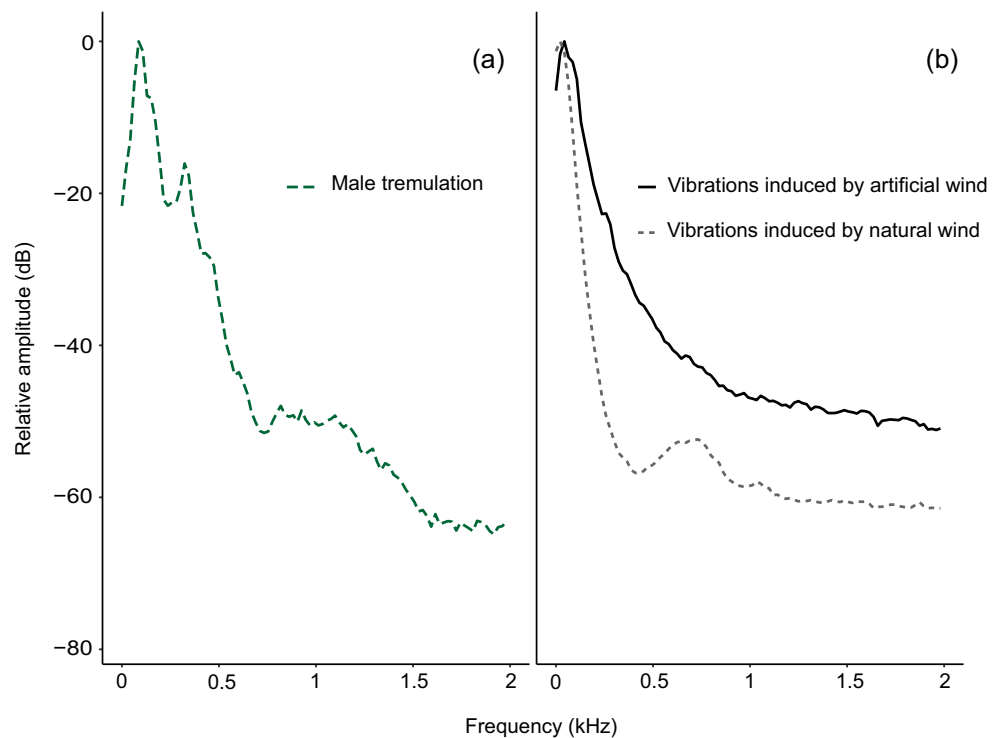 Relative amplitude (dB)
0
−20
−40
−60
−80
(a)
Male tremulation
0
0.5
1
1.5
2
(b)
Vibrations induced by artificial wind
Vibrations induced by natural wind
0
0.5
1
1.5
2
Frequency (kHz)